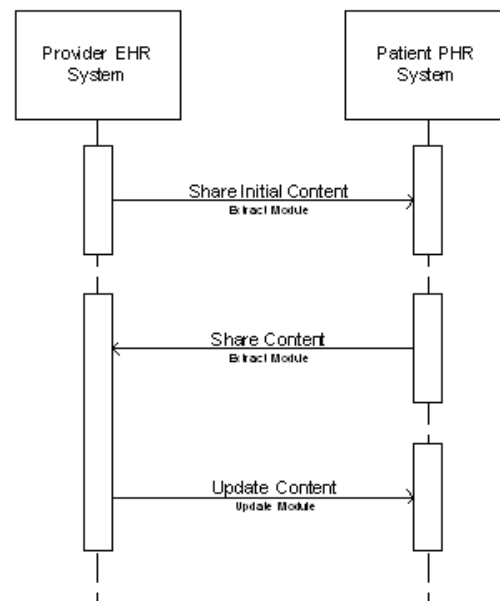 Provider EHR
System
Patient PHR
System
Share Initial Content
Extract Module
Share Content
Extract Module
Update Content
Update Module